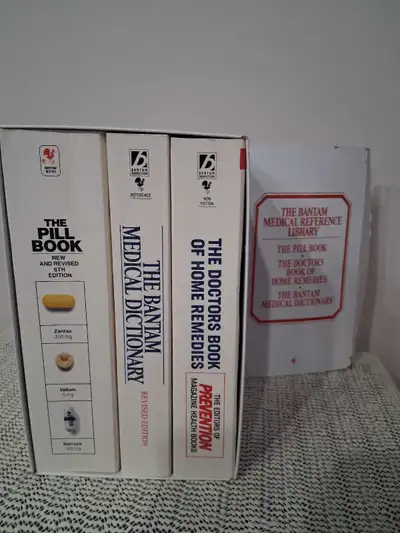 BANTAM
BOOKS
THE
PILL
BOOK
NEW
AND REVISED
5TH
EDITION
Zantac
300 mg
Valium
5 mg
Retrovir
100 mg
b
BANTAM
REFERENCE
THE BANTAM
MEDICAL DICTIONARY
REVISED EDITION
b
BANTAM
NON
FICTION
THE DOCTORS BOOK
OF HOME REMEDIES
THE EDITORS OF
PREVENTION
MAGAZINE HEALTH BOOKS
THE BANTAM
MEDICAL REFERENCE
LIBRARY
THE PILL BOOK
•
THE DOCTORS
BOOK OF
HOME REMEDIES
•
THE BANTAM
MEDICAL DICTIONARY